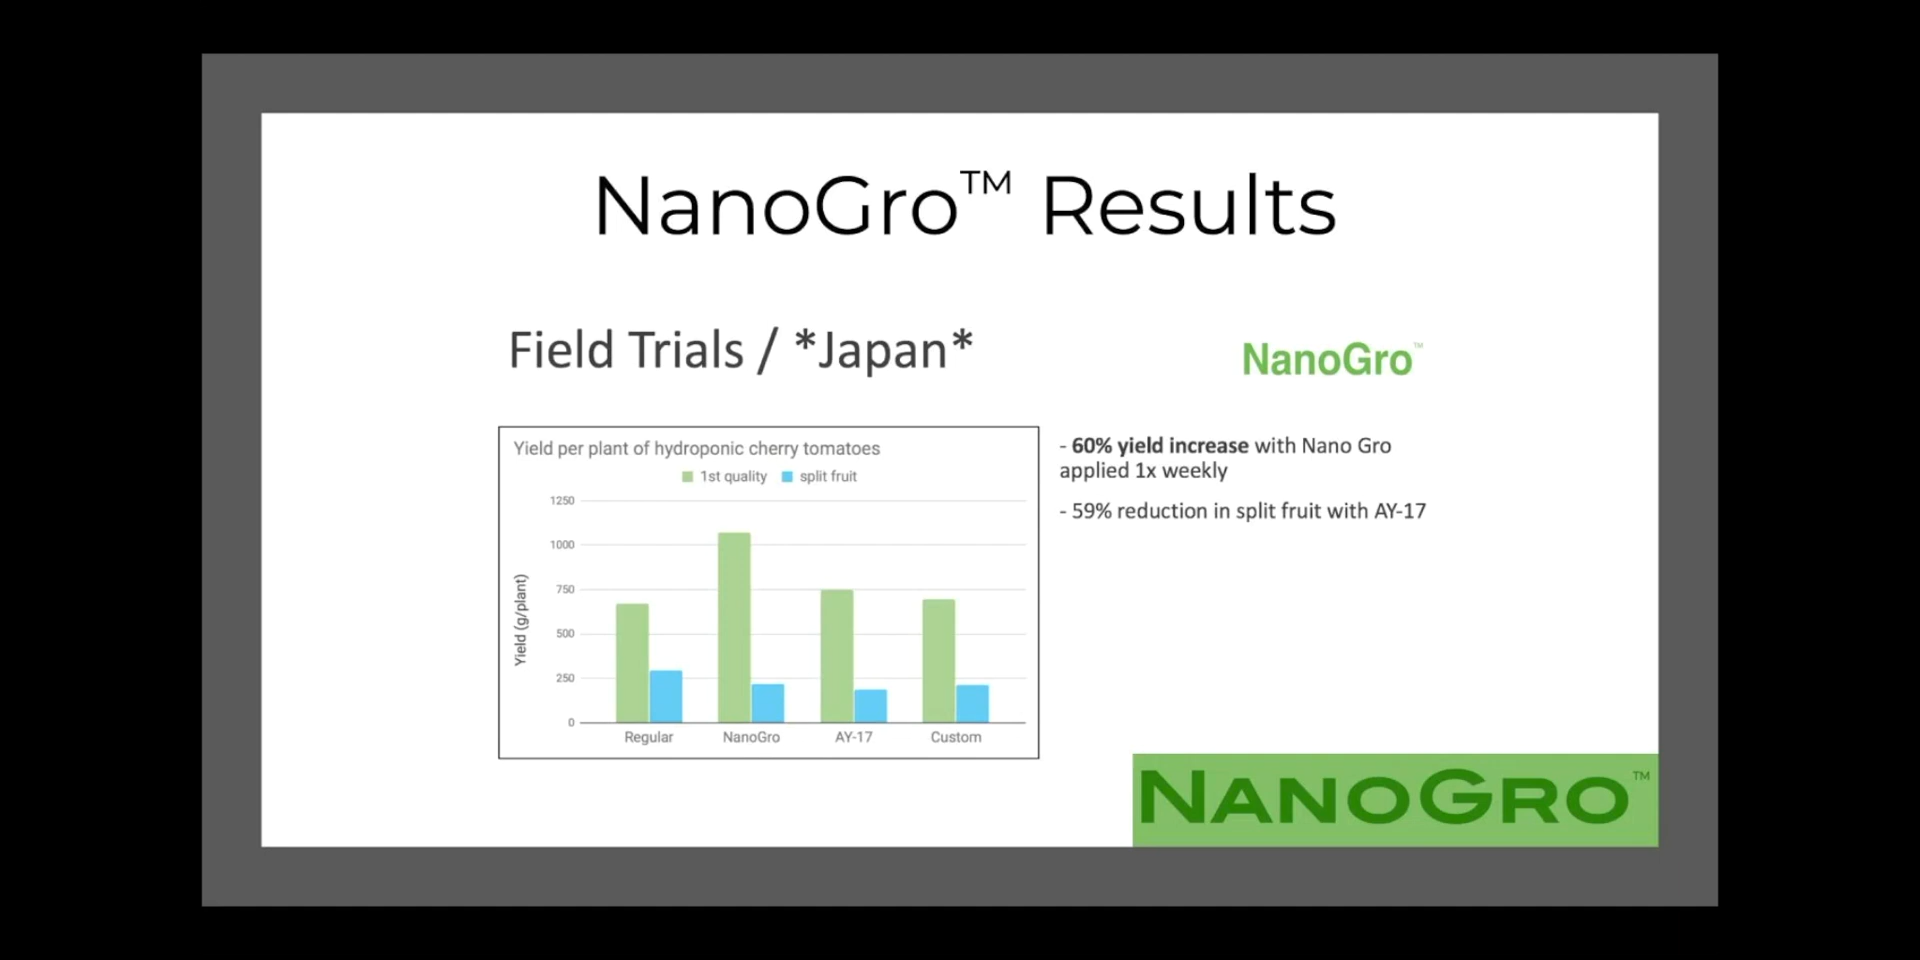 NanoGro™ Results
Field Trials / *Japan*
NanoGro™
Yield per plant of hydroponic cherry tomatoes
1st quality split fruit
1250
1000
750
500
250
0
Yield (g/plant)
Regular NanoGro AY-17 Custom
- 60% yield increase with Nano Gro
applied 1x weekly
- 59% reduction in split fruit with AY-17
NANOGRO™